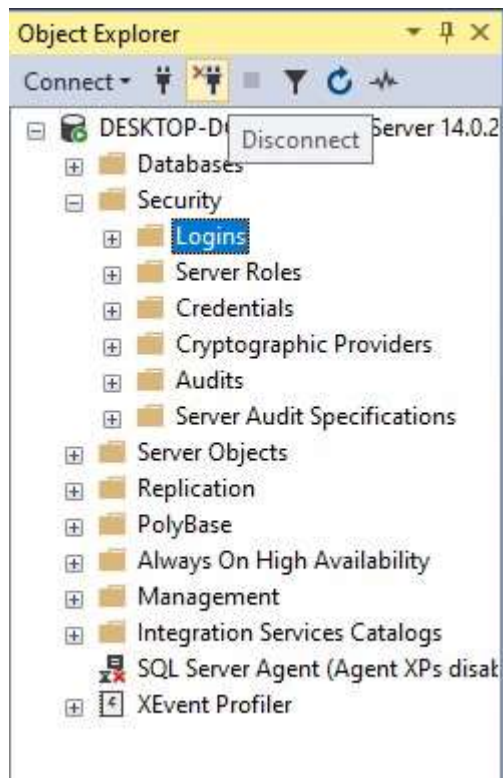 Object Explorer
Connect
DESKTOP-D Server 14.0.2
Disconnect
Databases
Security
Logins
Server Roles
Credentials
Cryptographic Providers
Audits
Server Audit Specifications
Server Objects
Replication
PolyBase
Always On High Availability
Management
Integration Services Catalogs
SQL Server Agent (Agent XPs disab
XEvent Profiler